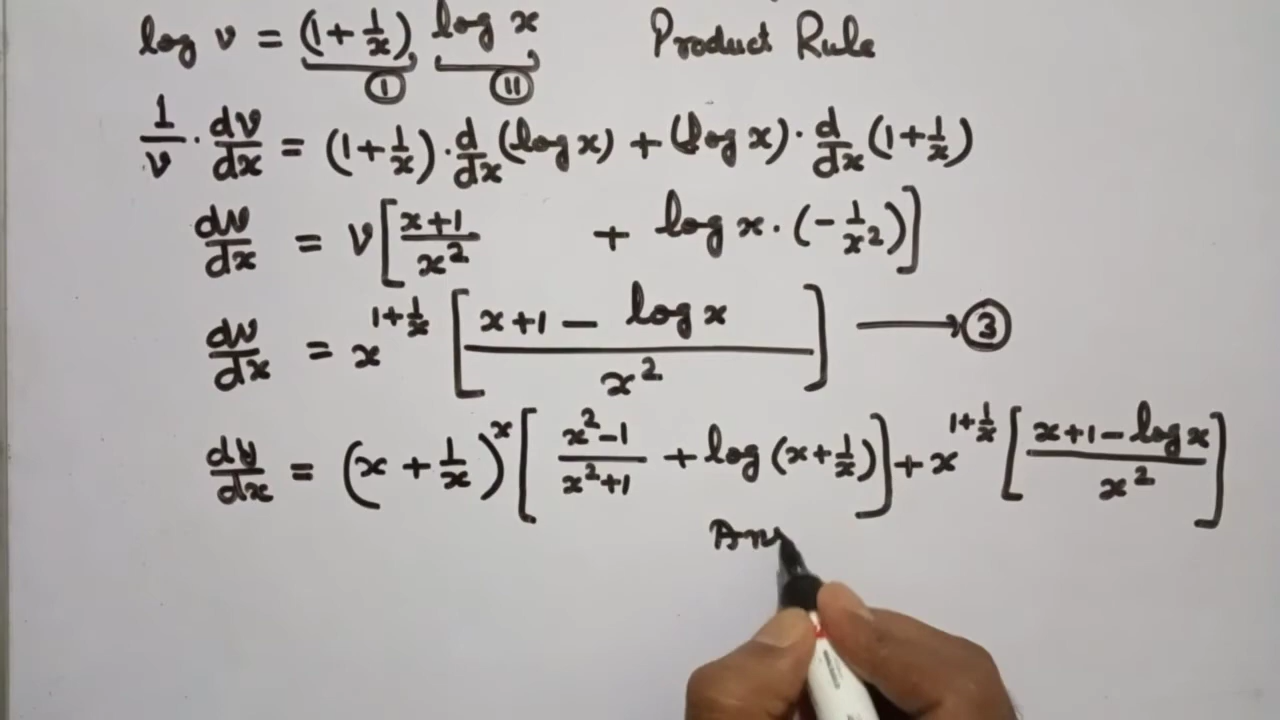 log v = (1 + 1/x) log x Product Rule
① ⑪
1/v · dv/dx = (1 + 1/x) · d/dx (log x) + (log x) · d/dx (1 + 1/x)
dv/dx = v [ (x+1)/x² + log x · (−1/x²) ]
dv/dx = x^(1+1/x) [ (x+1 − log x)/x² ] → ③
dy/dx = (x + 1/x)^x [ (x²−1)/(x²+1) + log (x + 1/x) ] + x^(1+1/x) [ (x+1−log x)/x² ]
Ans